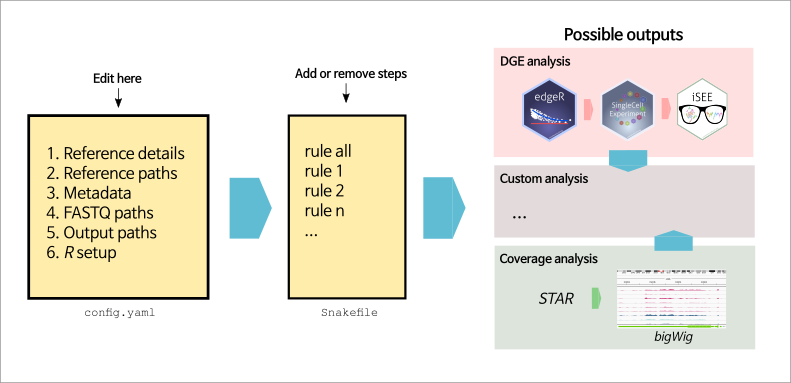 Possible outputs
Edit here
Add or remove steps
1. Reference details
2. Reference paths
3. Metadata
4. FASTQ paths
5. Output paths
6. R setup
config.yaml
rule all
rule 1
rule 2
rule n
...
Snakefile
DGE analysis
edgeR
SingleCell
Experiment
iSEE
Custom analysis
...
Coverage analysis
STAR
bigWig